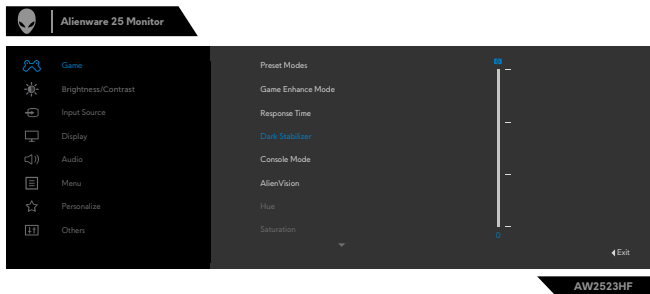 Alienware 25 Monitor
Game
Brightness/Contrast
Input Source
Display
Audio
Menu
Personalize
Others
Preset Modes
Game Enhance Mode
Response Time
Dark Stabilizer
Console Mode
AlienVision
Hue
Saturation
0
Exit
AW2523HF